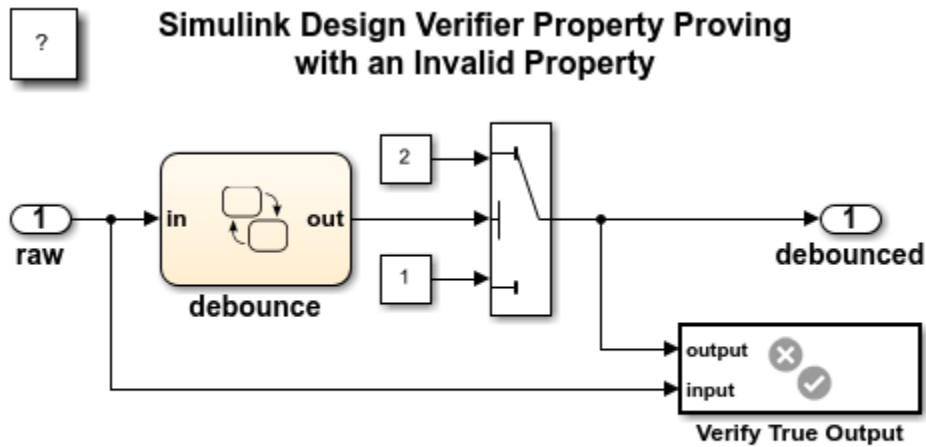 ?
Simulink Design Verifier Property Proving
with an Invalid Property
2
1
in
out
1
raw
debounce
1
1
debounced
output
input
Verify True Output